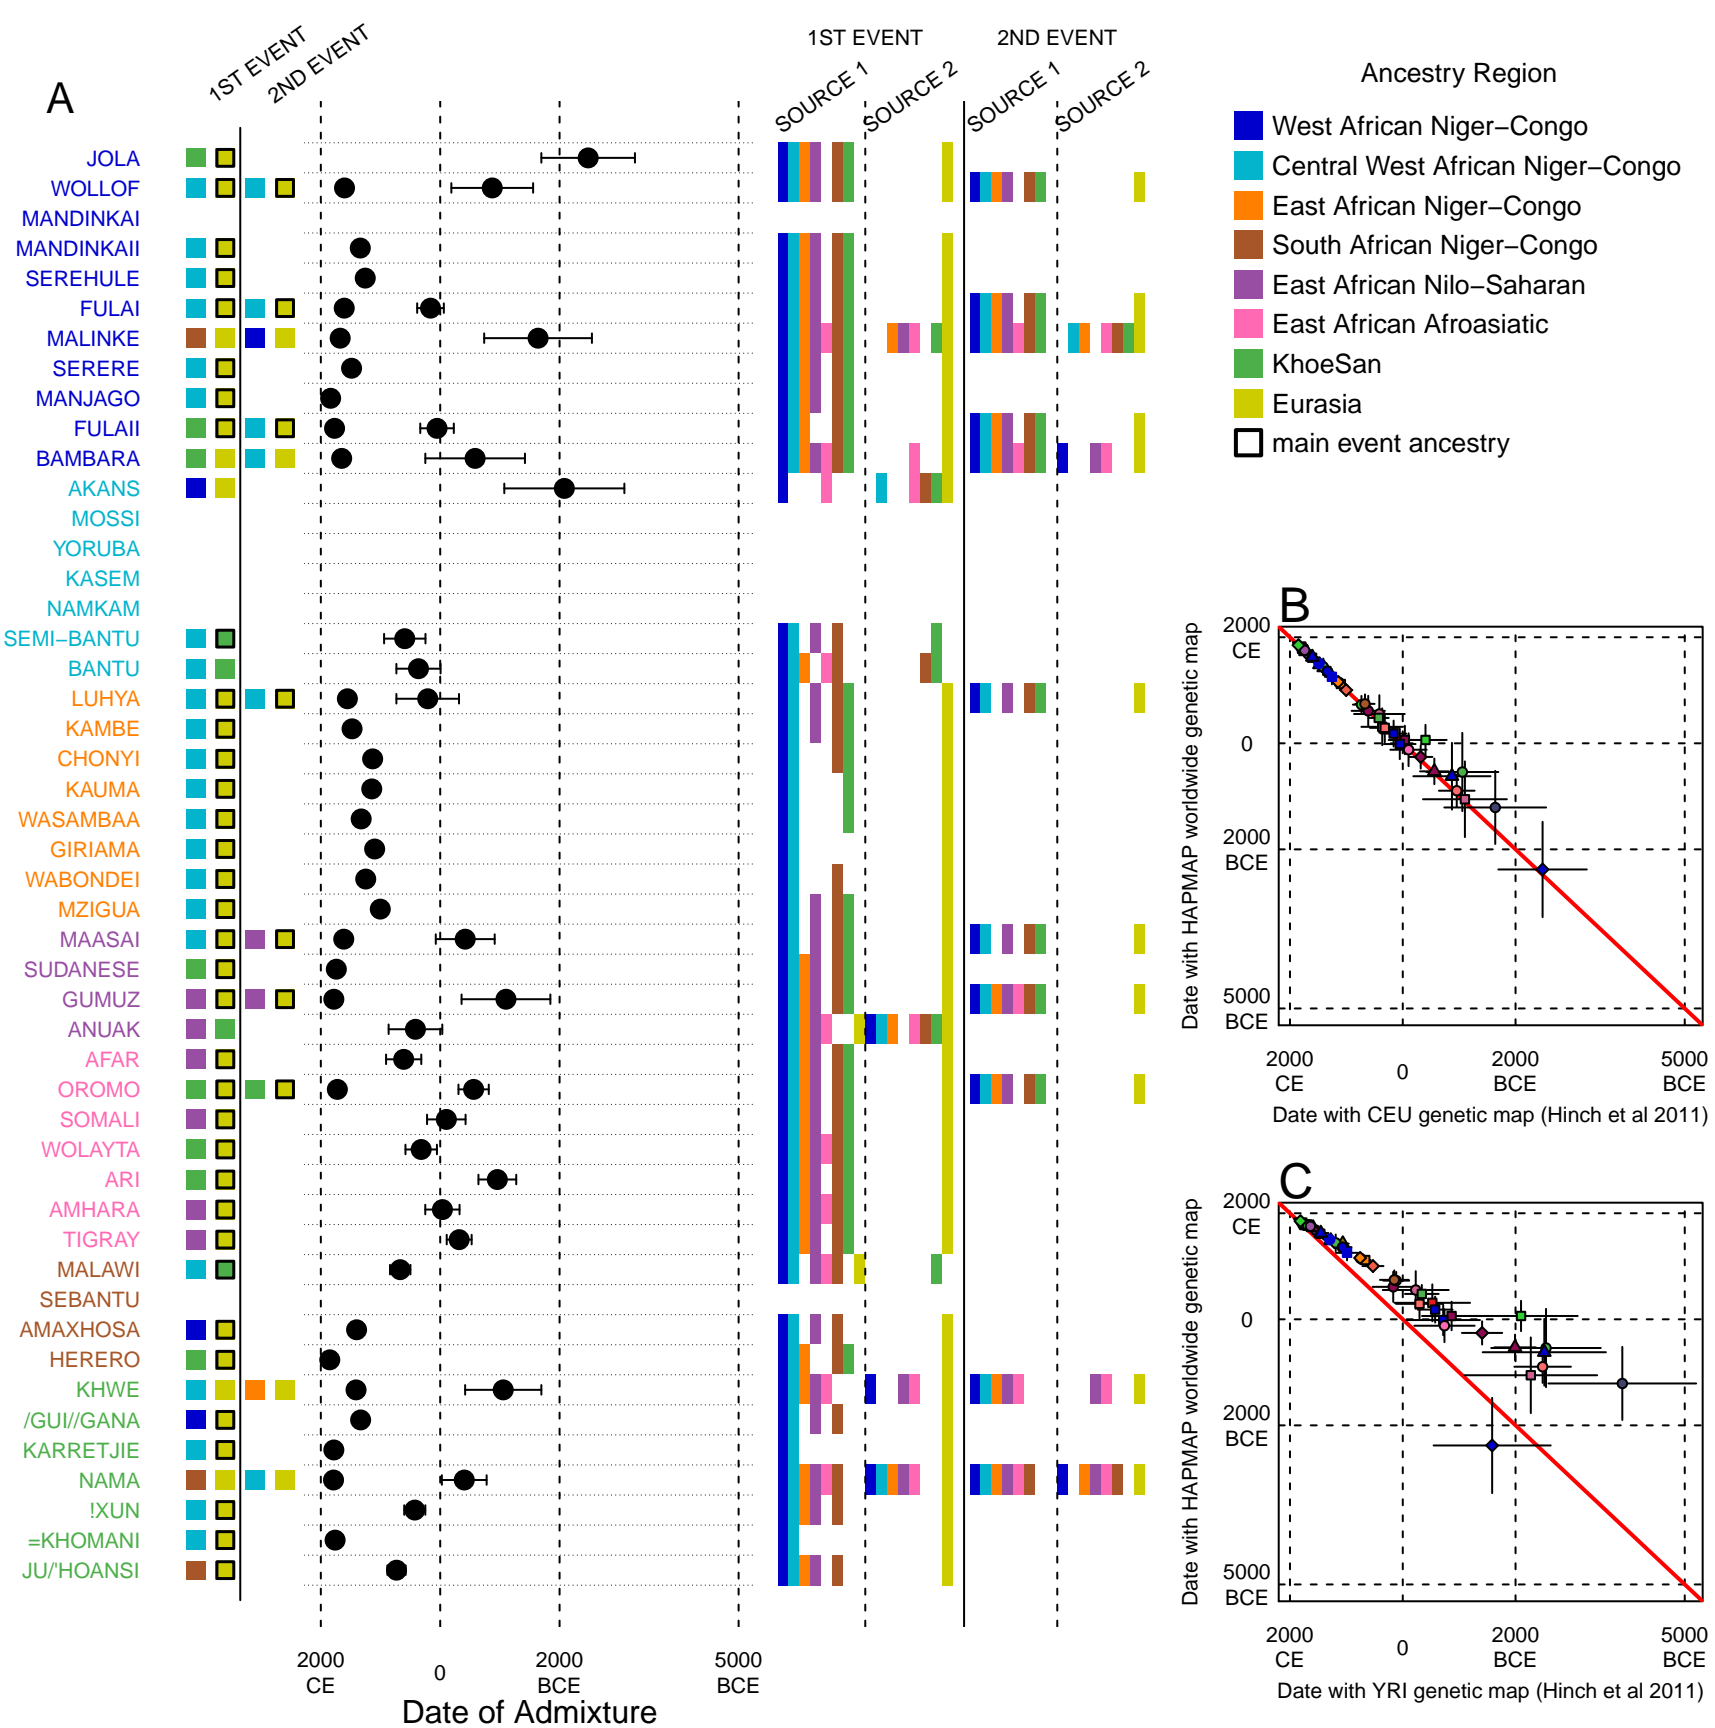 A
1ST EVENT
2ND EVENT
1ST EVENT
2ND EVENT
SOURCE 1
SOURCE 2
SOURCE 1
SOURCE 2
JOLA
WOLLOF
MANDINKAI
MANDINKAII
SEREHULE
FULAI
MALINKE
SERERE
MANJAGO
FULAII
BAMBARA
AKANS
MOSSI
YORUBA
KASEM
NAMKAM
SEMI−BANTU
BANTU
LUHYA
KAMBE
CHONYI
KAUMA
WASAMBAA
GIRIAMA
WABONDEI
MZIGUA
MAASAI
SUDANESE
GUMUZ
ANUAK
AFAR
OROMO
SOMALI
WOLAYTA
ARI
AMHARA
TIGRAY
MALAWI
SEBANTU
AMAXHOSA
HERERO
KHWE
/GUI//GANA
KARRETJIE
NAMA
!XUN
=KHOMANI
JU/'HOANSI
2000
CE
0
2000
BCE
5000
BCE
Date of Admixture
Ancestry Region
West African Niger−Congo
Central West African Niger−Congo
East African Niger−Congo
South African Niger−Congo
East African Nilo−Saharan
East African Afroasiatic
KhoeSan
Eurasia
main event ancestry
B
Date with HAPMAP worldwide genetic map
2000
CE
0
2000
BCE
5000
BCE
2000
CE
0
2000
BCE
5000
BCE
Date with CEU genetic map (Hinch et al 2011)
C
Date with HAPMAP worldwide genetic map
2000
CE
0
2000
BCE
5000
BCE
2000
CE
0
2000
BCE
5000
BCE
Date with YRI genetic map (Hinch et al 2011)